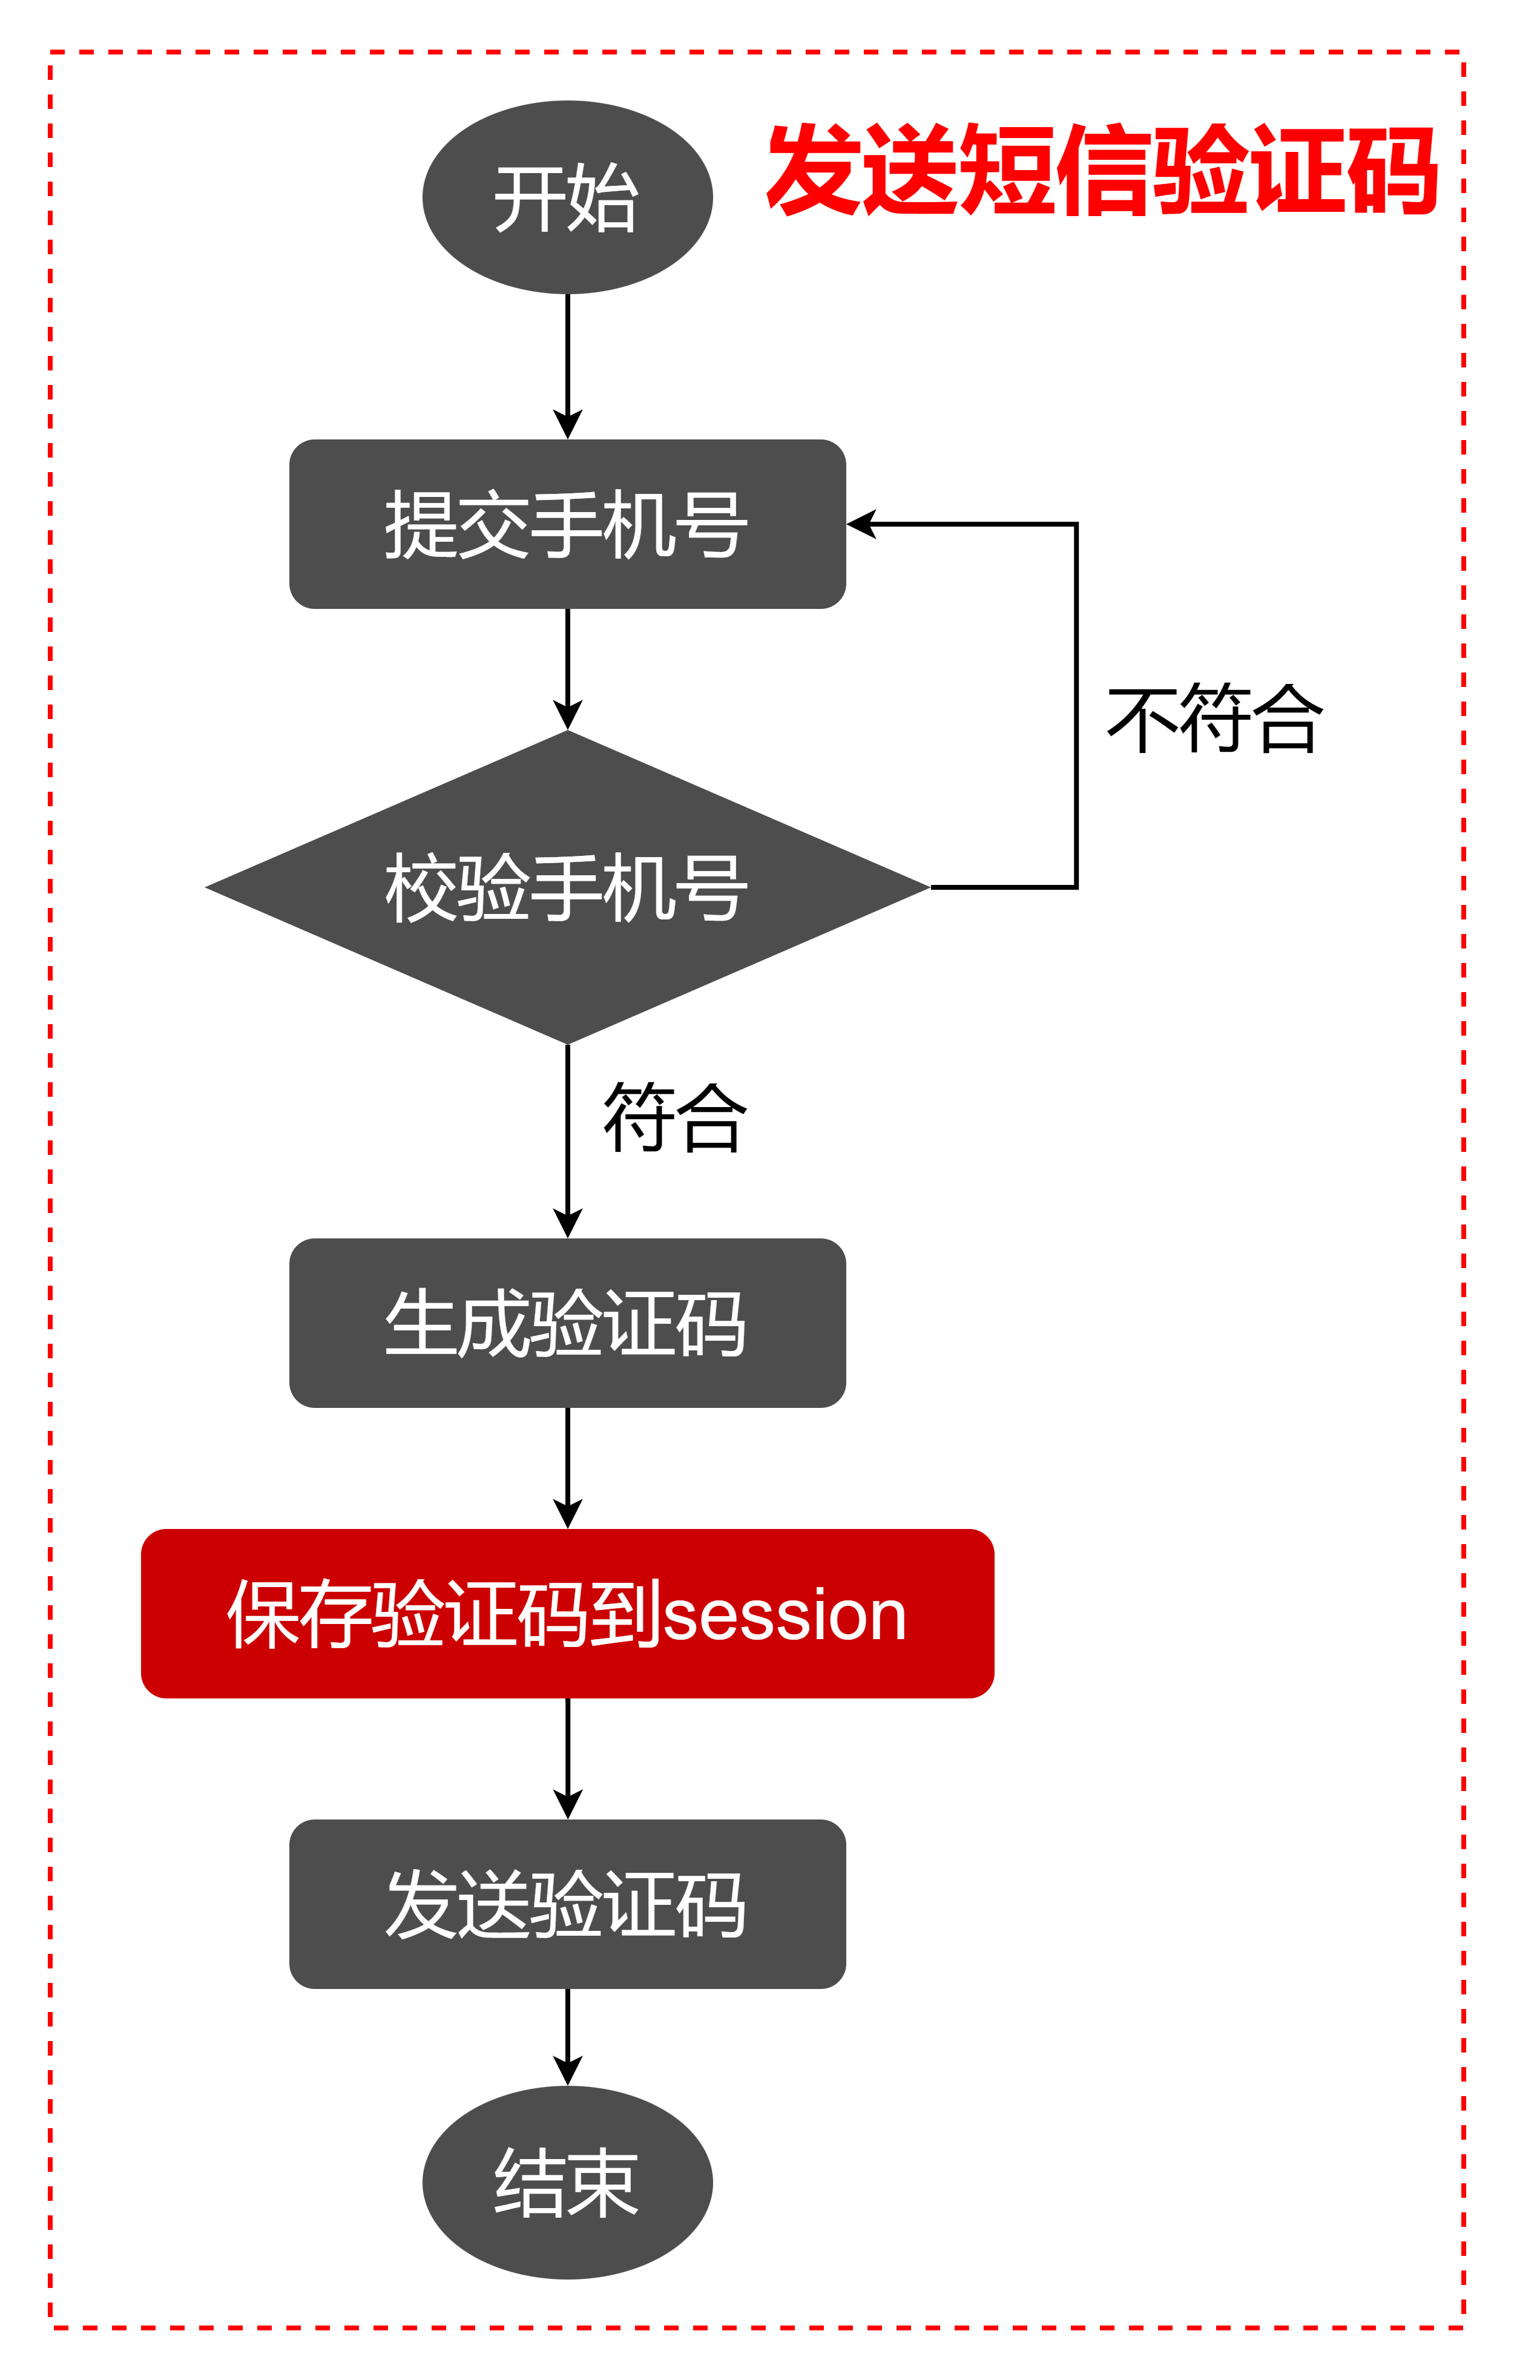 发送短信验证码
开始
提交手机号
不符合
校验手机号
符合
生成验证码
保存验证码到session
发送验证码
结束